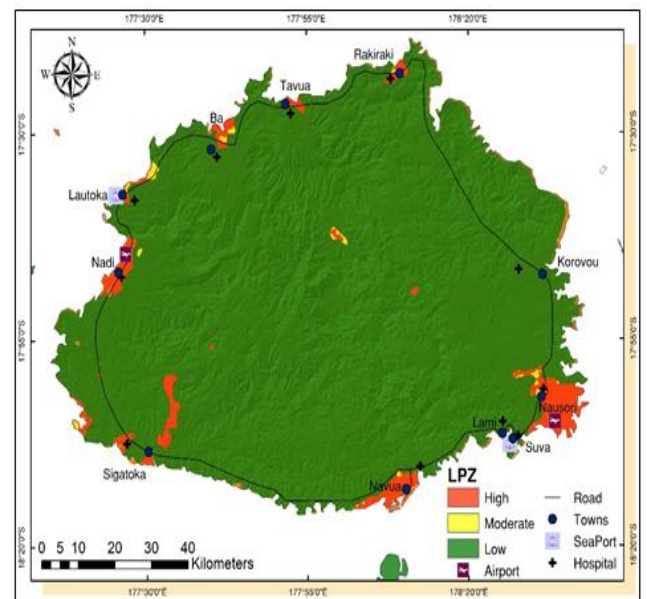 177°30'0"E 177°55'0"E 178°20'0"E
N
W E
S
Rakiraki
Tavua
Ba
17°30'0"S 17°30'0"S
Lautoka
Nadi
Korovou
17°55'0"S 17°55'0"S
Nausori
Lami
Suva
Sigatoka
Navua
LPZ
High
Moderate
Low
Airport
Road
Towns
SeaPort
Hospital
0 5 10 20 30 40
Kilometers
18°20'0"S 18°20'0"S
177°30'0"E 177°55'0"E 178°20'0"E